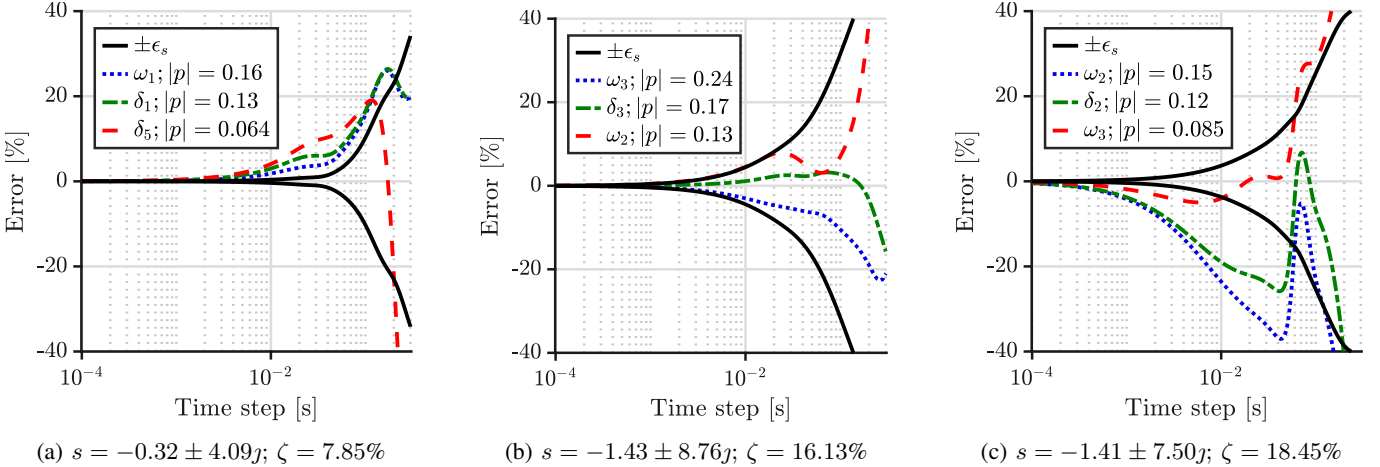 40
20
0
-20
-40
Error [%]
±ϵₛ
ω₁; |p| = 0.16
δ₁; |p| = 0.13
δ₅; |p| = 0.064
10⁻⁴
10⁻²
Time step [s]
(a) s = −0.32 ± 4.09ȷ; ζ = 7.85%
40
20
0
-20
-40
Error [%]
±ϵₛ
ω₃; |p| = 0.24
δ₃; |p| = 0.17
ω₂; |p| = 0.13
10⁻⁴
10⁻²
Time step [s]
(b) s = −1.43 ± 8.76ȷ; ζ = 16.13%
40
20
0
-20
-40
Error [%]
±ϵₛ
ω₂; |p| = 0.15
δ₂; |p| = 0.12
ω₃; |p| = 0.085
10⁻⁴
10⁻²
Time step [s]
(c) s = −1.41 ± 7.50ȷ; ζ = 18.45%